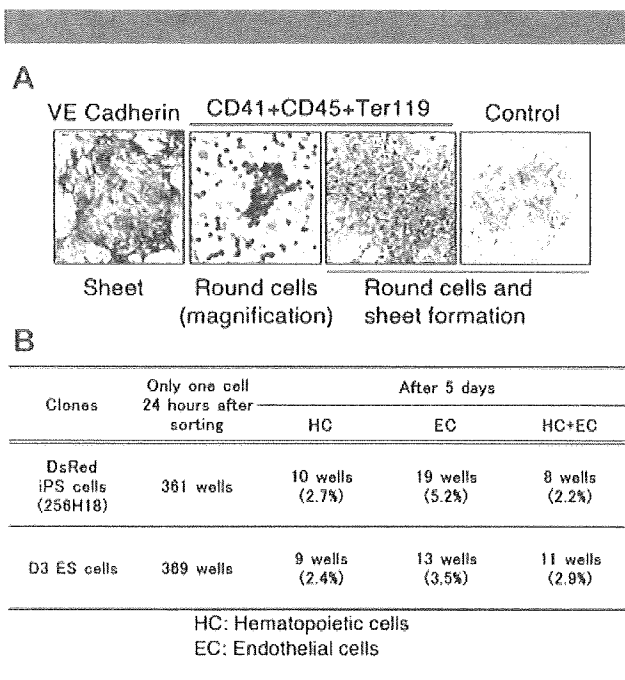 A
VE Cadherin CD41+CD45+Ter119 Control
Sheet Round cells (magnification) Round cells and sheet formation
B
Clones Only one cell 24 hours after sorting After 5 days
HC EC HC+EC
DsRed iPS cells (256H18) 361 wells 10 wells (2.7%) 19 wells (5.2%) 8 wells (2.2%)
D3 ES cells 369 wells 9 wells (2.4%) 13 wells (3.5%) 11 wells (2.9%)
HC: Hematopoietic cells
EC: Endothelial cells